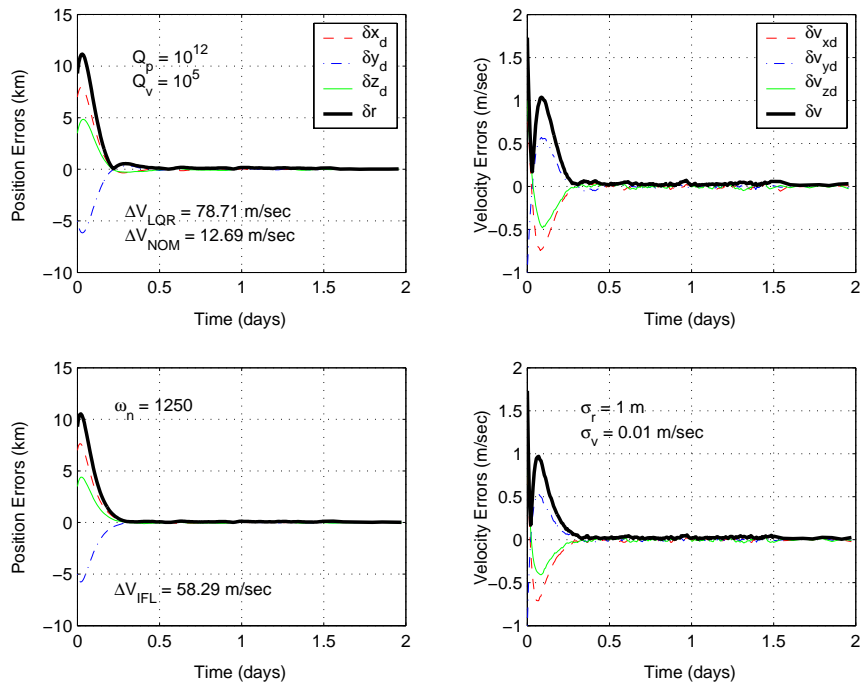 15
10
5
0
−5
−10
0
0.5
1
1.5
2
Position Errors (km)
Time (days)
Q_p = 10^12
Q_v = 10^5
ΔV_LQR = 78.71 m/sec
ΔV_NOM = 12.69 m/sec
δx_d
δy_d
δz_d
δr
2
1.5
1
0.5
0
−0.5
−1
0
0.5
1
1.5
2
Velocity Errors (m/sec)
Time (days)
δv_xd
δv_yd
δv_zd
δv
15
10
5
0
−5
−10
0
0.5
1
1.5
2
Position Errors (km)
Time (days)
ω_n = 1250
ΔV_IFL = 58.29 m/sec
2
1.5
1
0.5
0
−0.5
−1
0
0.5
1
1.5
2
Velocity Errors (m/sec)
Time (days)
σ_r = 1 m
σ_v = 0.01 m/sec